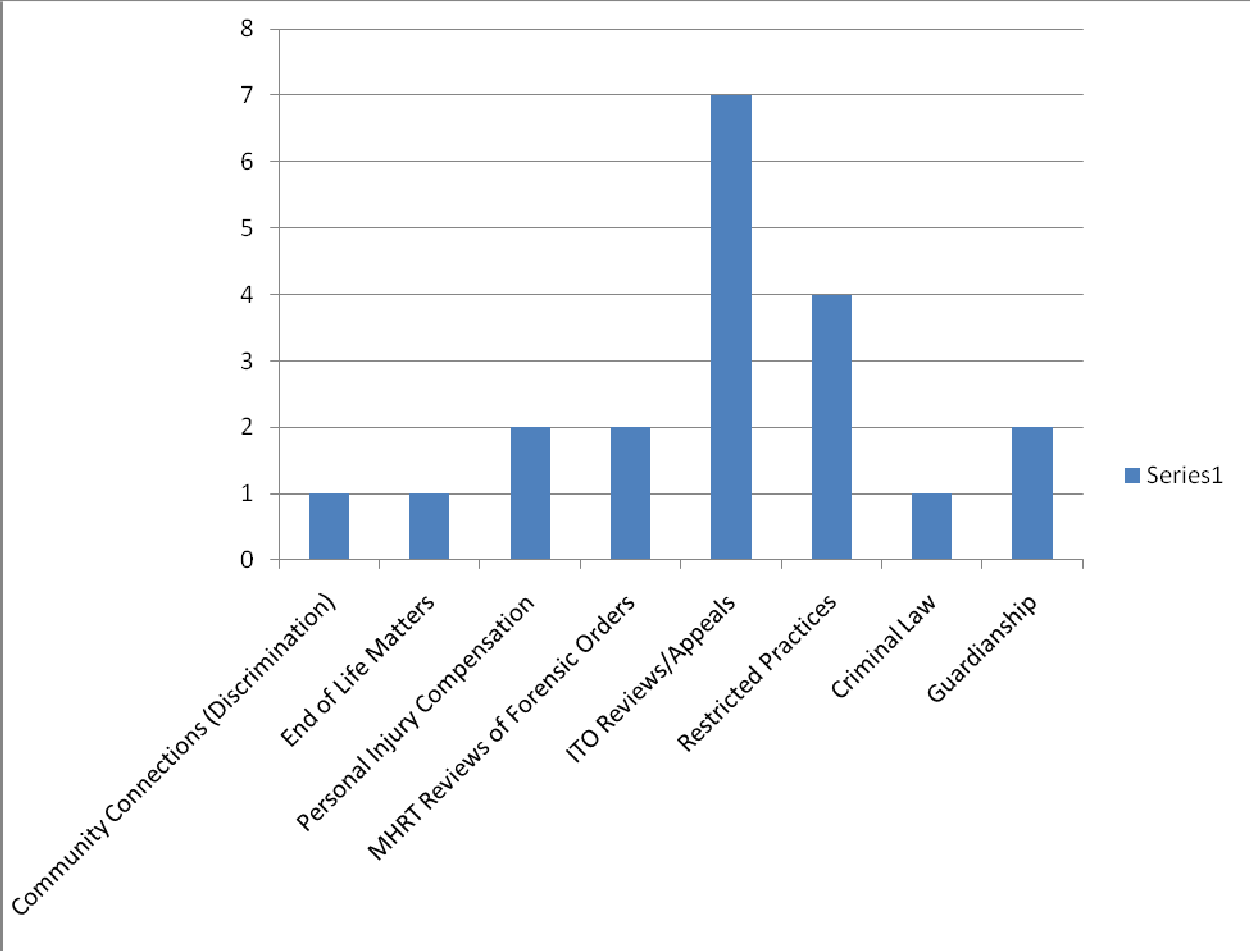 8
7
6
5
4
3
2
1
0
Series1
Community Connections (Discrimination)
End of Life Matters
Personal Injury Compensation
MHRT Reviews of Forensic Orders
ITO Reviews/Appeals
Restricted Practices
Criminal Law
Guardianship